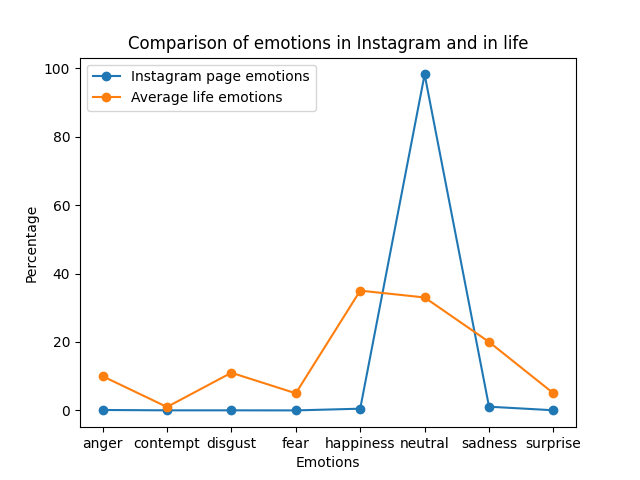 Comparison of emotions in Instagram and in life
Instagram page emotions
Average life emotions
Percentage
100
80
60
40
20
0
anger contempt disgust fear happiness neutral sadness surprise
Emotions